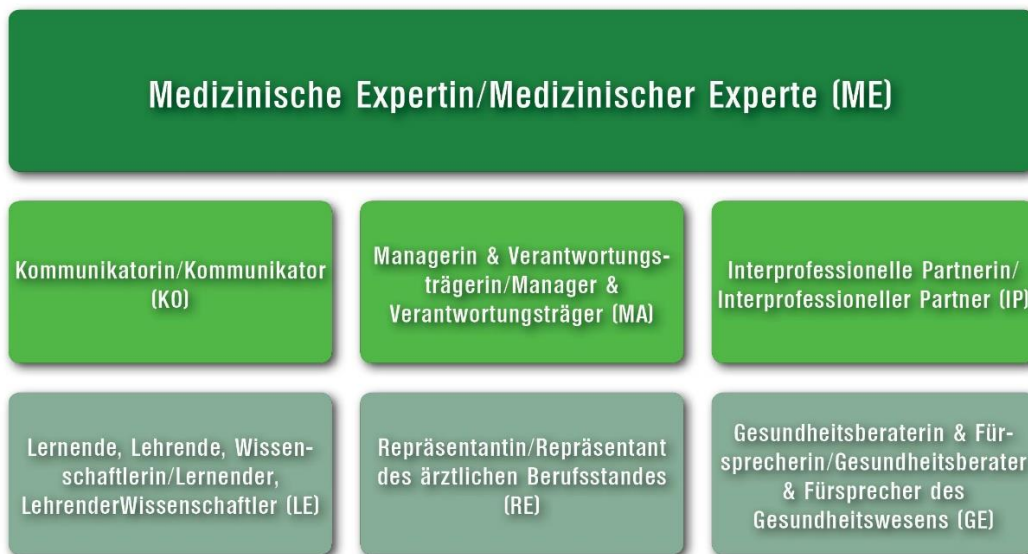 Medizinische Expertin/Medizinischer Experte (ME)
Kommunikatorin/Kommunikator
(KO)
Managerin & Verantwortungs-
trägerin/Manager &
Verantwortungsträger (MA)
Interprofessionelle Partnerin/
Interprofessioneller Partner (IP)
Lernende, Lehrende, Wissen-
schaftlerin/Lernender,
LehrenderWissenschaftler (LE)
Repräsentantin/Repräsentant
des ärztlichen Berufsstandes
(RE)
Gesundheitsberaterin & Für-
sprecherin/Gesundheitsberater
& Fürsprecher des
Gesundheitswesens (GE)